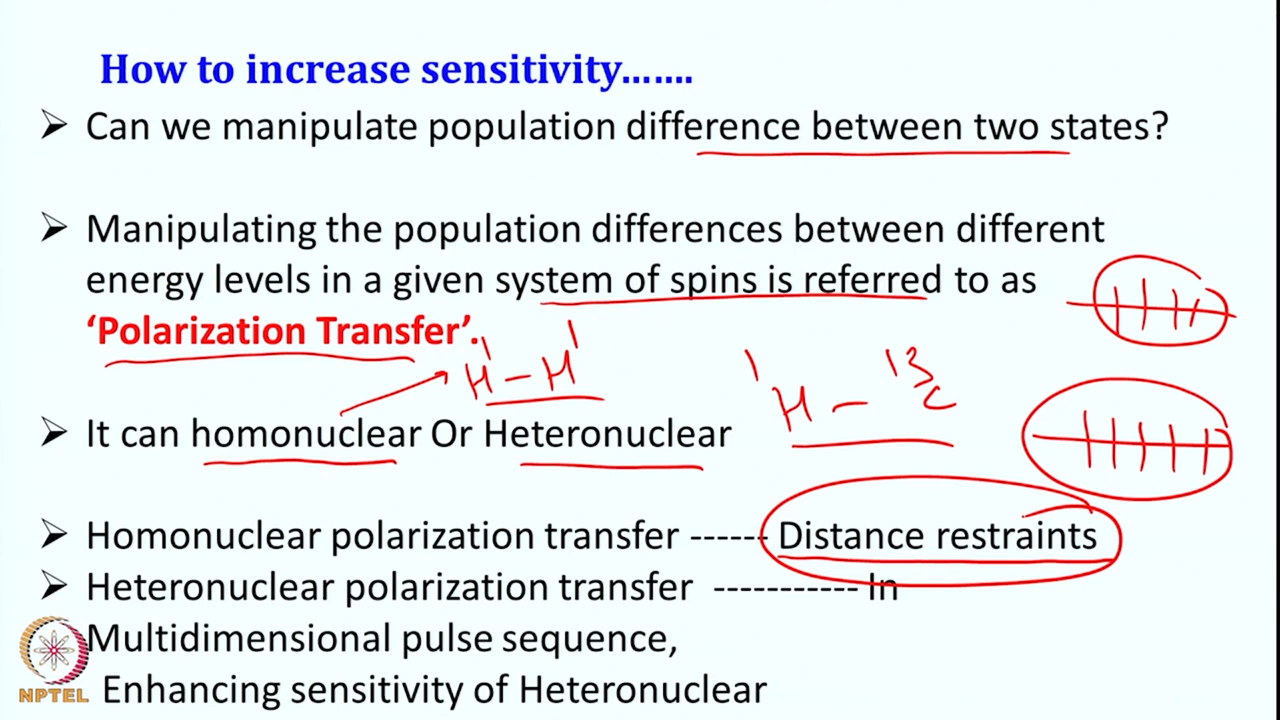 How to increase sensitivity.......
➢ Can we manipulate population difference between two states?
➢ Manipulating the population differences between different
energy levels in a given system of spins is referred to as
‘Polarization Transfer’.
¹H – H¹
➢ It can homonuclear Or Heteronuclear
¹H – ¹³C
➢ Homonuclear polarization transfer ------ Distance restraints
➢ Heteronuclear polarization transfer ----------- In
Multidimensional pulse sequence,
Enhancing sensitivity of Heteronuclear
NPTEL